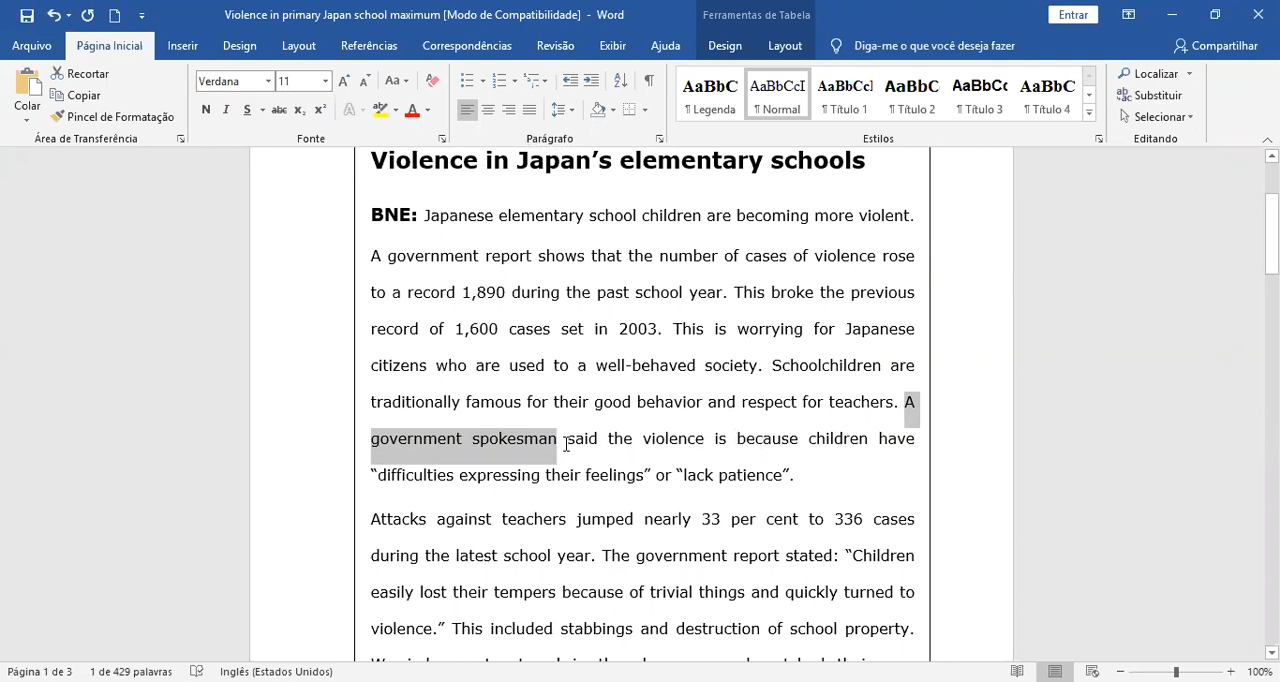 Violence in primary Japan school maximum [Modo de Compatibilidade] - Word
Ferramentas de Tabela
Entrar
Arquivo
Página Inicial
Inserir
Design
Layout
Referências
Correspondências
Revisão
Exibir
Ajuda
Design
Layout
Diga-me o que você deseja fazer
Compartilhar
Colar
Recortar
Copiar
Pincel de Formatação
Área de Transferência
Verdana
11
Aa
N I S abc x₂ x²
Fonte
Parágrafo
AaBbC
¶ Legenda
AaBbCcI
¶ Normal
AaBbCcI
¶ Título 1
AaBbC
¶ Título 2
AaBbCc
¶ Título 3
AaBbC
¶ Título 4
Estilos
Localizar
Substituir
Selecionar
Editando
Violence in Japan’s elementary schools
BNE: Japanese elementary school children are becoming more violent.
A government report shows that the number of cases of violence rose
to a record 1,890 during the past school year. This broke the previous
record of 1,600 cases set in 2003. This is worrying for Japanese
citizens who are used to a well-behaved society. Schoolchildren are
traditionally famous for their good behavior and respect for teachers. A
government spokesman said the violence is because children have
“difficulties expressing their feelings” or “lack patience”.
Attacks against teachers jumped nearly 33 per cent to 336 cases
during the latest school year. The government report stated: “Children
easily lost their tempers because of trivial things and quickly turned to
violence.” This included stabbings and destruction of school property.
Página 1 de 3
1 de 429 palavras
Inglês (Estados Unidos)
100%